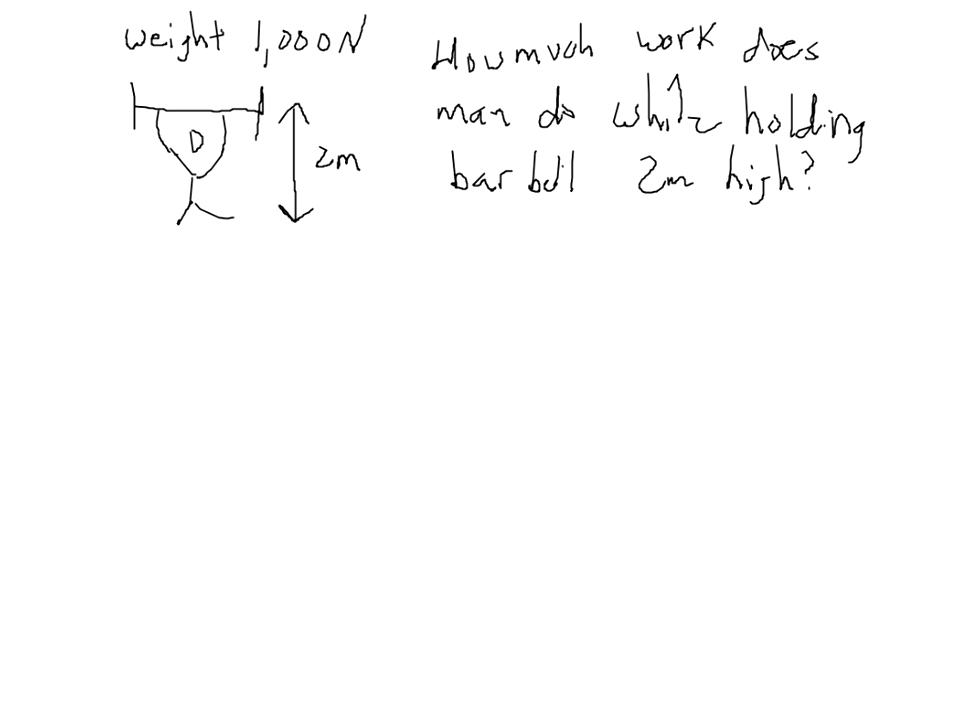 weight 1,000N
How much work does
man do while holding
barbell 2m high?
2m